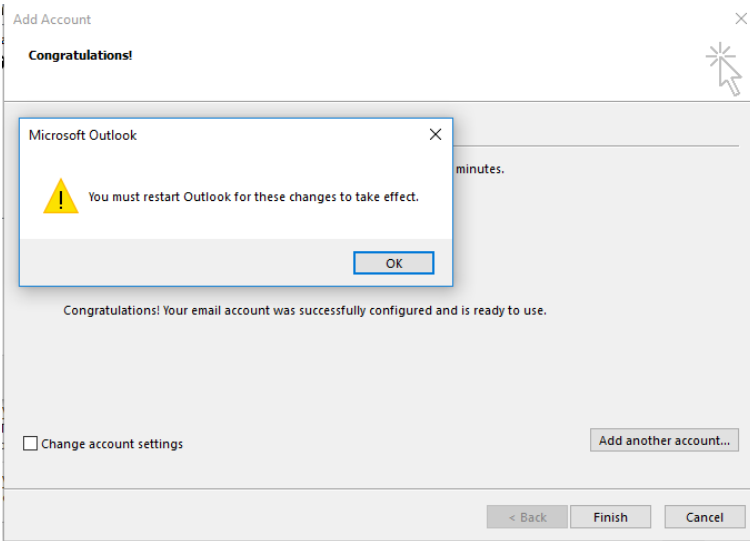 Add Account
Congratulations!
Microsoft Outlook
minutes.
You must restart Outlook for these changes to take effect.
OK
Congratulations! Your email account was successfully configured and is ready to use.
Change account settings
Add another account...
< Back
Finish
Cancel